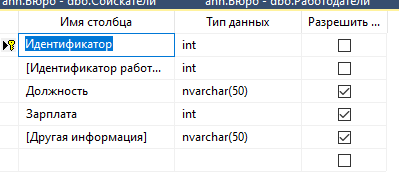 ann.Бюро - dbo.Соискатели ann.Бюро - dbo.Работодатели
Имя столбца Тип данных Разрешить ...
Идентификатор int
[Идентификатор работ... int
Должность nvarchar(50)
Зарплата int
[Другая информация] nvarchar(50)